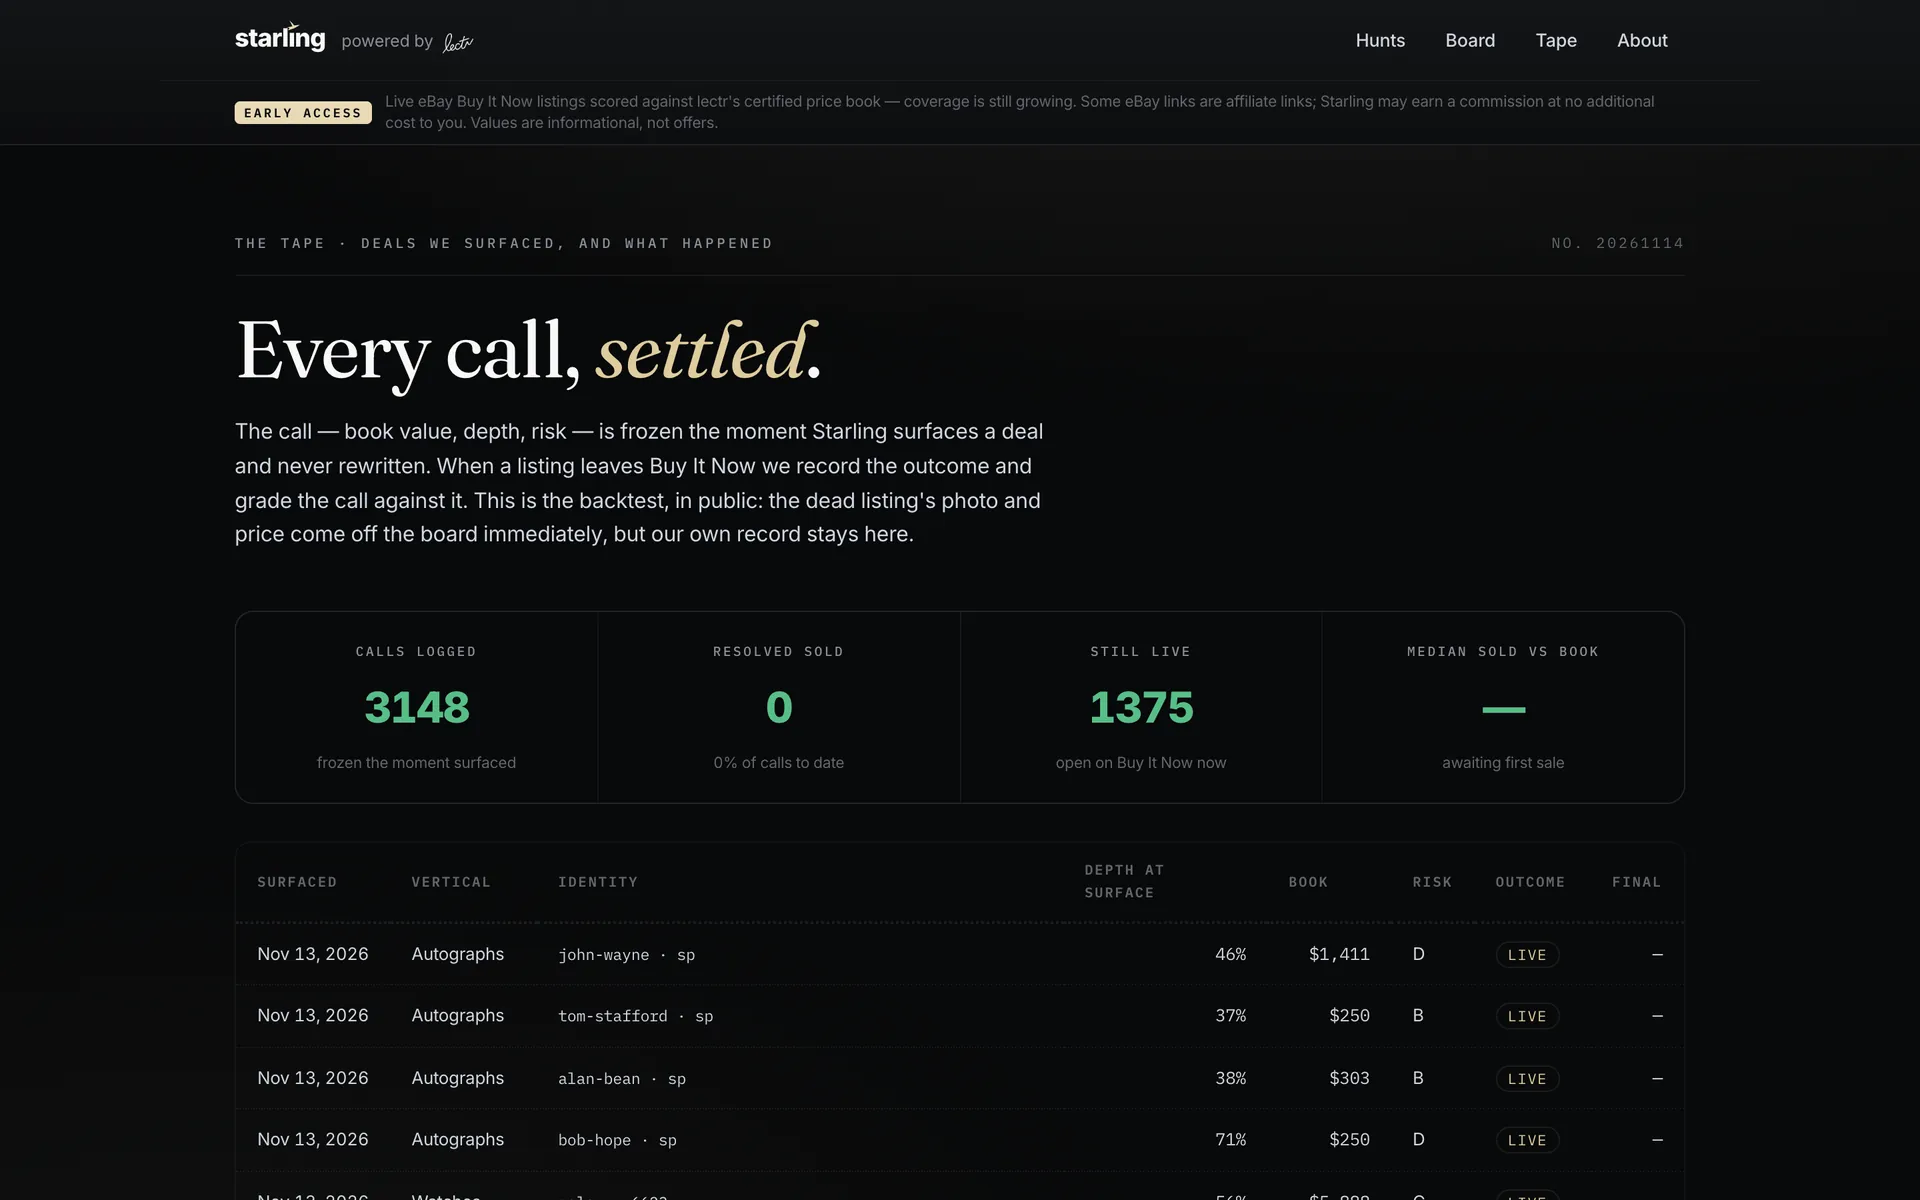 starling powered by lectr
Hunts Board Tape About
EARLY ACCESS
Live eBay Buy It Now listings scored against lectr's certified price book — coverage is still growing. Some eBay links are affiliate links; Starling may earn a commission at no additional
cost to you. Values are informational, not offers.
THE TAPE · DEALS WE SURFACED, AND WHAT HAPPENED
NO. 20261114
Every call, settled.
The call — book value, depth, risk — is frozen the moment Starling surfaces a deal
and never rewritten. When a listing leaves Buy It Now we record the outcome and
grade the call against it. This is the backtest, in public: the dead listing's photo and
price come off the board immediately, but our own record stays here.
CALLS LOGGED
3148
frozen the moment surfaced
RESOLVED SOLD
0
0% of calls to date
STILL LIVE
1375
open on Buy It Now now
MEDIAN SOLD VS BOOK
—
awaiting first sale
SURFACED VERTICAL IDENTITY DEPTH AT SURFACE BOOK RISK OUTCOME FINAL
Nov 13, 2026 Autographs john-wayne · sp 46% $1,411 D LIVE —
Nov 13, 2026 Autographs tom-stafford · sp 37% $250 B LIVE —
Nov 13, 2026 Autographs alan-bean · sp 38% $303 B LIVE —
Nov 13, 2026 Autographs bob-hope · sp 71% $250 D LIVE —
Nov 13, 2026 Watches